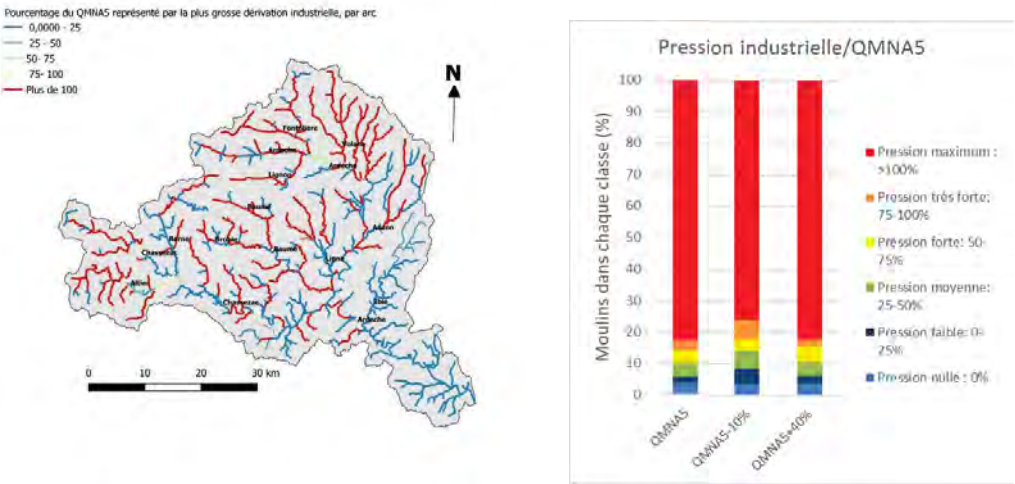 Pourcentage du QMNA5 représenté par la plus grosse dérivation industrielle, par arc
0,0000 - 25
25 - 50
50- 75
75- 100
Plus de 100
N
Fontolière
Volane
Ardèche
Ardèche
Lignon
Baume
Auzon
Borne
Drobie
Baume
Ligne
Chassezac
Altier
Ibie
Chassezac
Ardèche
0 10 20 30 km
Pression industrielle/QMNA5
Moulins dans chaque classe (%)
100
90
80
70
60
50
40
30
20
10
0
QMNA5
QMNA5-10%
QMNA5+40%
Pression maximum :
>100%
Pression très forte:
75-100%
Pression forte: 50-
75%
Pression moyenne:
25-50%
Pression faible: 0-
25%
Pression nulle : 0%